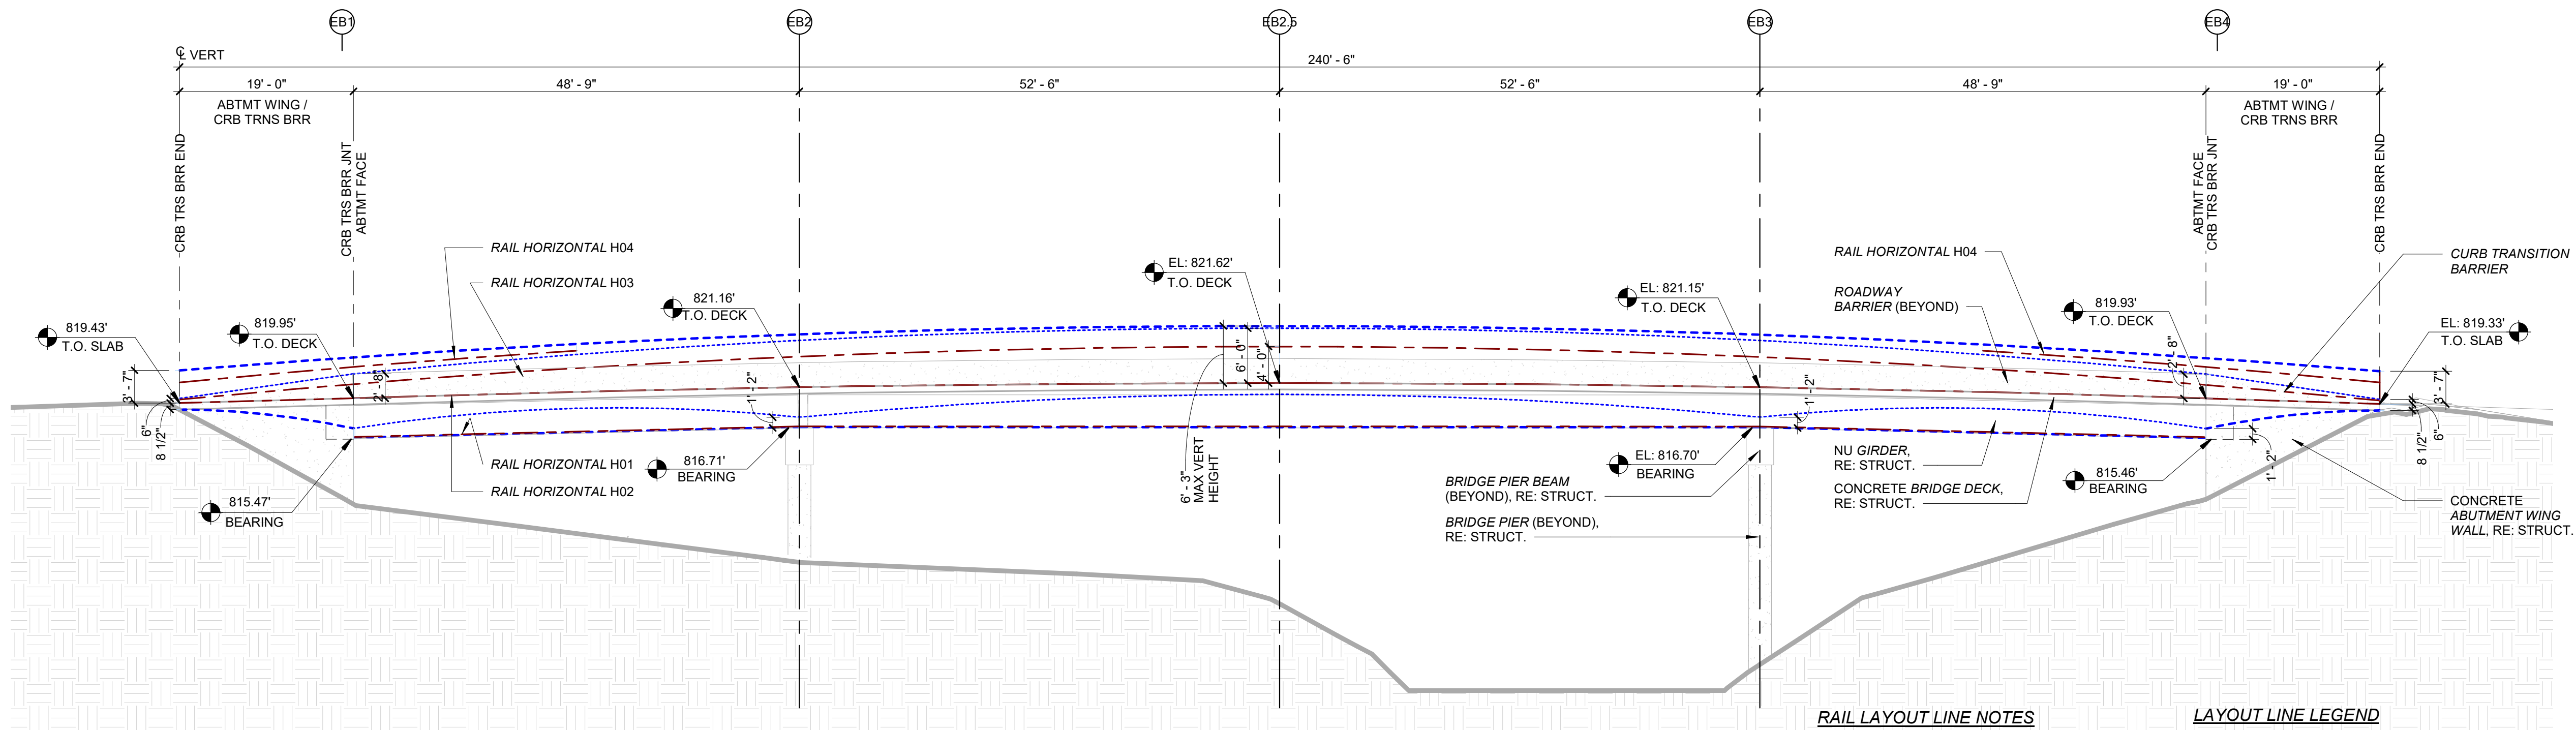 EB1
EB2
EB2.5
EB3
EB4
℄ VERT
240' - 6"
19' - 0"
48' - 9"
52' - 6"
52' - 6"
48' - 9"
19' - 0"
ABTMT WING /
CRB TRNS BRR
ABTMT WING /
CRB TRNS BRR
CRB TRS BRR END
CRB TRS BRR JNT
ABTMT FACE
ABTMT FACE
CRB TRS BRR JNT
CRB TRS BRR END
RAIL HORIZONTAL H04
RAIL HORIZONTAL H03
819.43'
T.O. SLAB
819.95'
T.O. DECK
821.16'
T.O. DECK
EL: 821.62'
T.O. DECK
EL: 821.15'
T.O. DECK
RAIL HORIZONTAL H04
ROADWAY
BARRIER (BEYOND)
819.93'
T.O. DECK
CURB TRANSITION
BARRIER
EL: 819.33'
T.O. SLAB
3' - 7"
6"
8 1/2"
2' - 8"
1' - 2"
6' - 0"
4' - 0"
6' - 3"
MAX VERT
HEIGHT
1' - 2"
2' - 8"
1' - 2"
8 1/2"
6"
3' - 7"
RAIL HORIZONTAL H01
RAIL HORIZONTAL H02
815.47'
BEARING
816.71'
BEARING
EL: 816.70'
BEARING
BRIDGE PIER BEAM
(BEYOND), RE: STRUCT.
BRIDGE PIER (BEYOND),
RE: STRUCT.
NU GIRDER,
RE: STRUCT.
CONCRETE BRIDGE DECK,
RE: STRUCT.
815.46'
BEARING
CONCRETE
ABUTMENT WING
WALL, RE: STRUCT.
RAIL LAYOUT LINE NOTES
LAYOUT LINE LEGEND